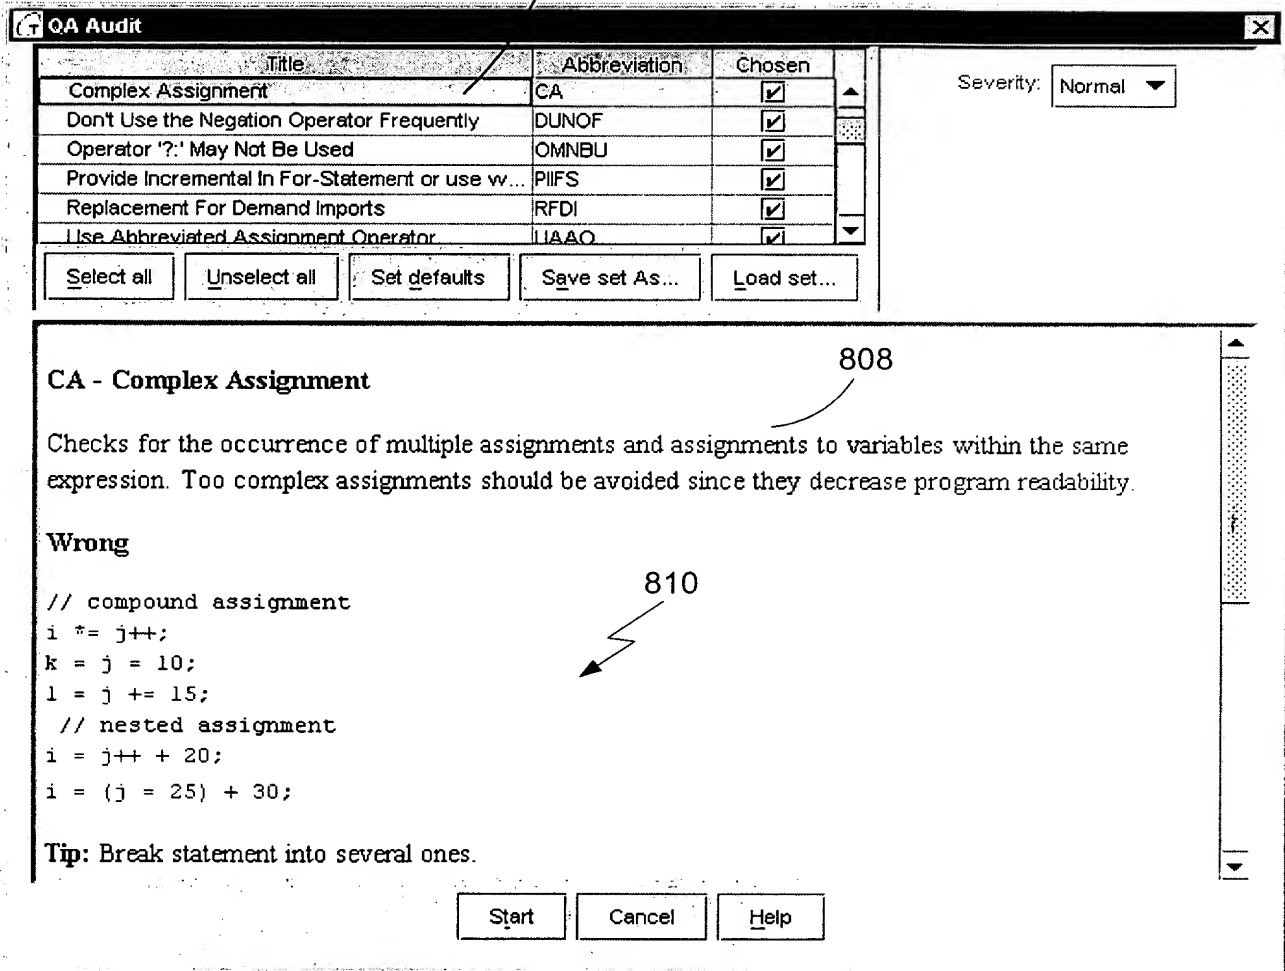 QA Audit
Title Abbreviation Chosen
Complex Assignment CA
Don't Use the Negation Operator Frequently DUNOF
Operator '?:' May Not Be Used OMNBU
Provide Incremental In For-Statement or use w... PIIFS
Replacement For Demand Imports RFDI
Use Abbreviated Assignment Operator UAAO
Severity: Normal
Select all Unselect all Set defaults Save set As... Load set...
808
CA - Complex Assignment
Checks for the occurrence of multiple assignments and assignments to variables within the same
expression. Too complex assignments should be avoided since they decrease program readability.
Wrong
810
// compound assignment
i *= j++;
k = j = 10;
l = j += 15;
// nested assignment
i = j++ + 20;
i = (j = 25) + 30;
Tip: Break statement into several ones.
Start Cancel Help